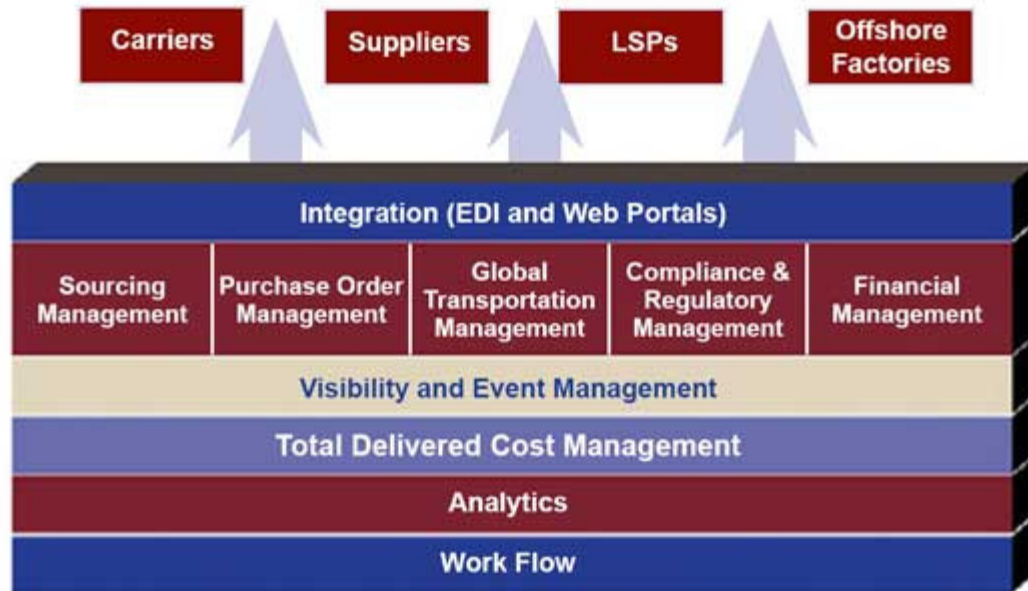 Carriers
Suppliers
LSPs
Offshore
Factories
Integration (EDI and Web Portals)
Sourcing
Management
Purchase Order
Management
Global
Transportation
Management
Compliance &
Regulatory
Management
Financial
Management
Visibility and Event Management
Total Delivered Cost Management
Analytics
Work Flow